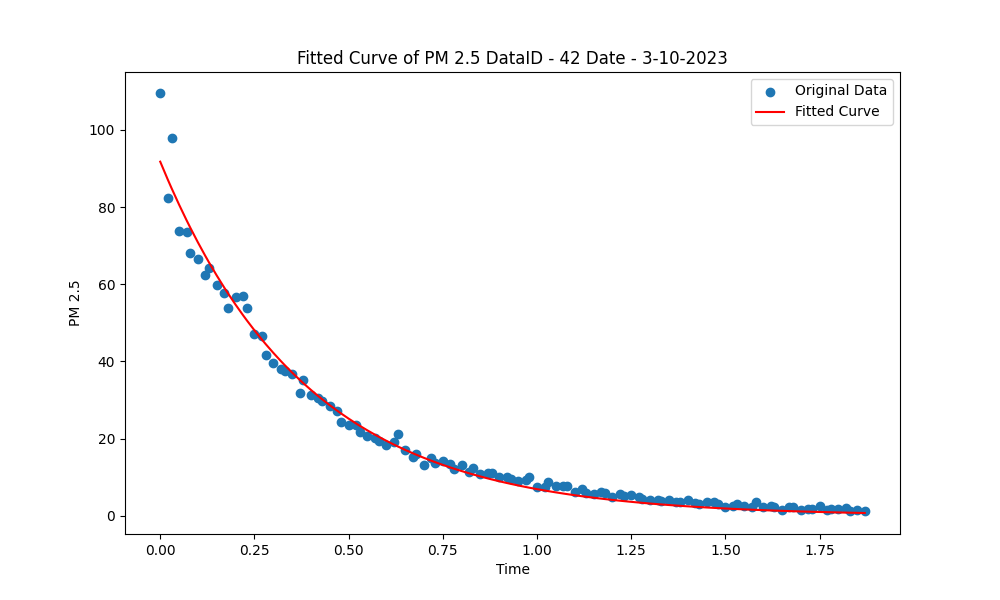 Fitted Curve of PM 2.5 DataID - 42 Date - 3-10-2023
Original Data
Fitted Curve
PM 2.5
100
80
60
40
20
0
0.00 0.25 0.50 0.75 1.00 1.25 1.50 1.75
Time